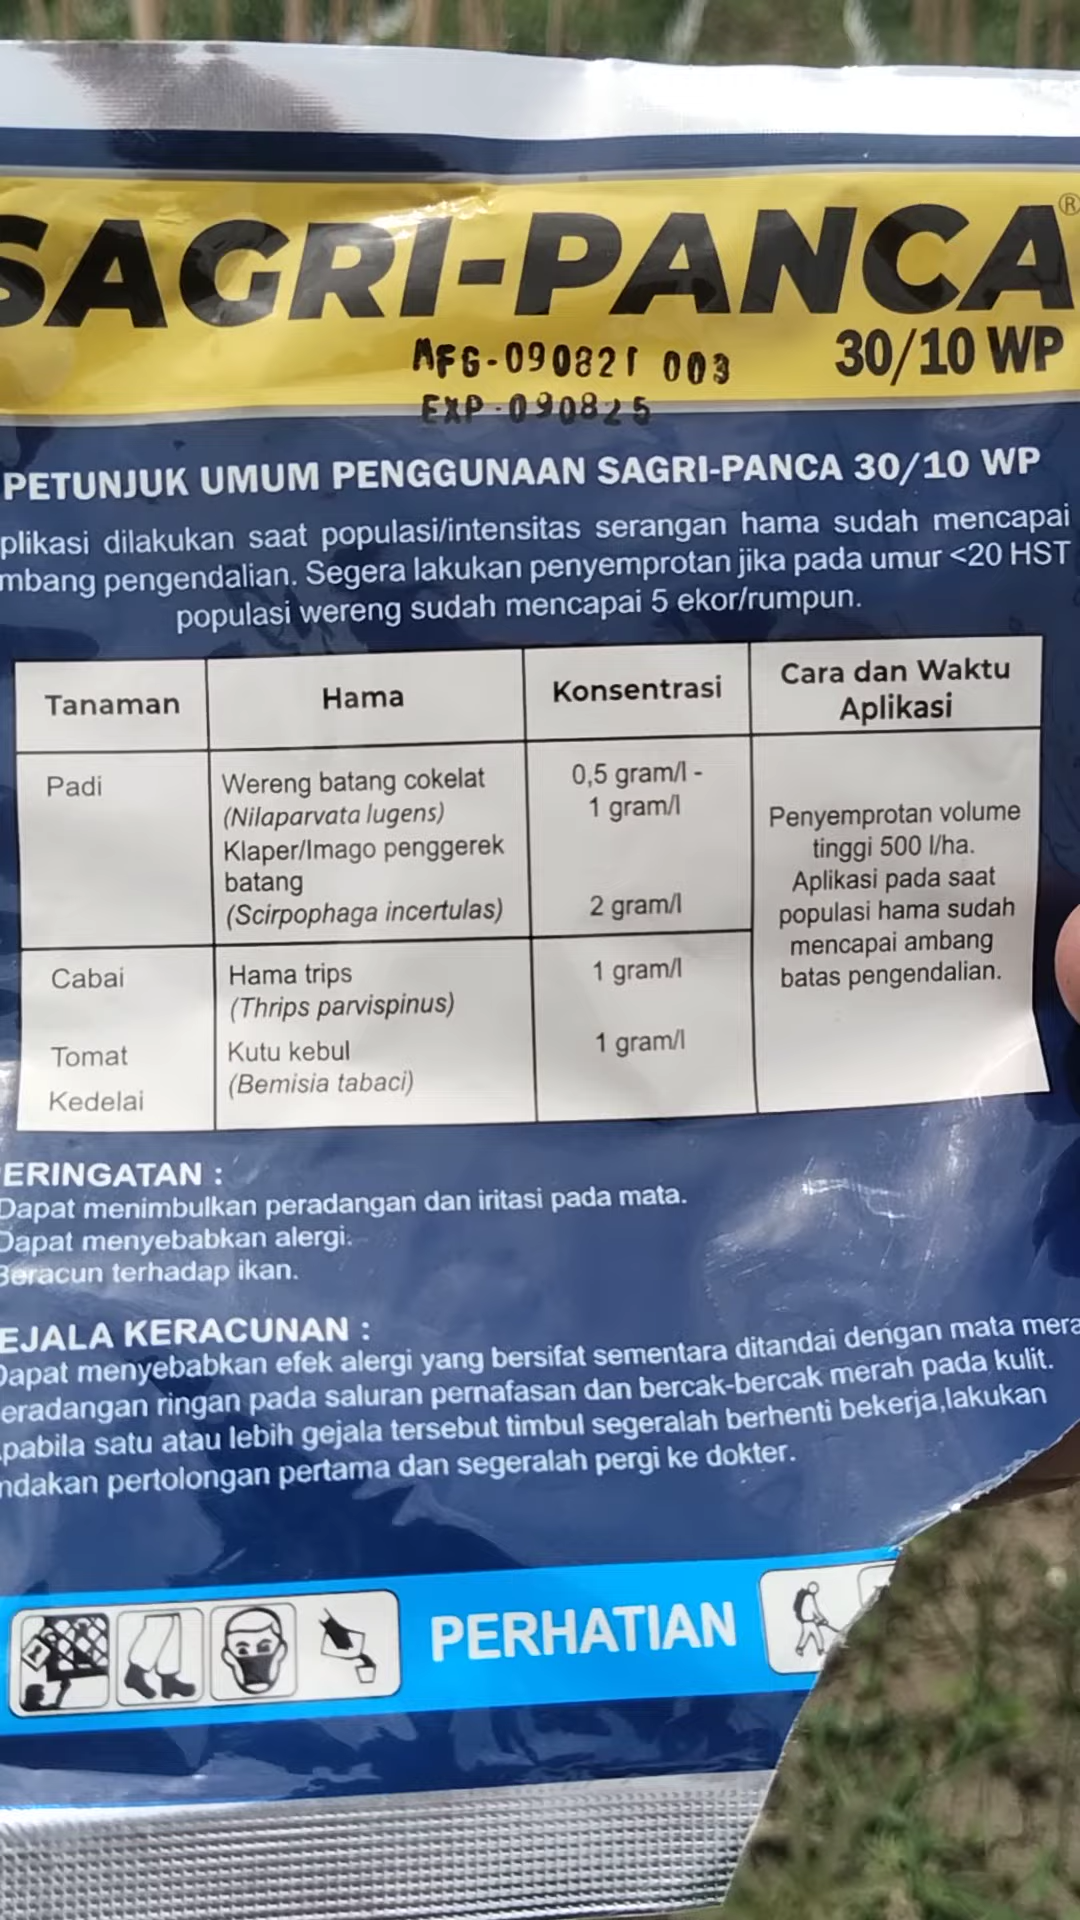 SAGRI-PANCA®
30/10 WP
MFG-090821 003
EXP-090825
PETUNJUK UMUM PENGGUNAAN SAGRI-PANCA 30/10 WP
plikasi dilakukan saat populasi/intensitas serangan hama sudah mencapai
mbang pengendalian. Segera lakukan penyemprotan jika pada umur <20 HST
populasi wereng sudah mencapai 5 ekor/rumpun.
Tanaman Hama Konsentrasi Cara dan Waktu Aplikasi
Padi
Wereng batang cokelat
(Nilaparvata lugens)
Klaper/Imago penggerek
batang
(Scirpophaga incertulas)
0,5 gram/l -
1 gram/l
2 gram/l
Penyemprotan volume
tinggi 500 l/ha.
Aplikasi pada saat
populasi hama sudah
mencapai ambang
batas pengendalian.
Cabai
Hama trips
(Thrips parvispinus)
1 gram/l
Tomat
Kedelai
Kutu kebul
(Bemisia tabaci)
1 gram/l
ERINGATAN :
Dapat menimbulkan peradangan dan iritasi pada mata.
Dapat menyebabkan alergi.
Beracun terhadap ikan.
EJALA KERACUNAN :
Dapat menyebabkan efek alergi yang bersifat sementara ditandai dengan mata mera
eradangan ringan pada saluran pernafasan dan bercak-bercak merah pada kulit.
pabila satu atau lebih gejala tersebut timbul segeralah berhenti bekerja,lakukan
ndakan pertolongan pertama dan segeralah pergi ke dokter.
PERHATIAN